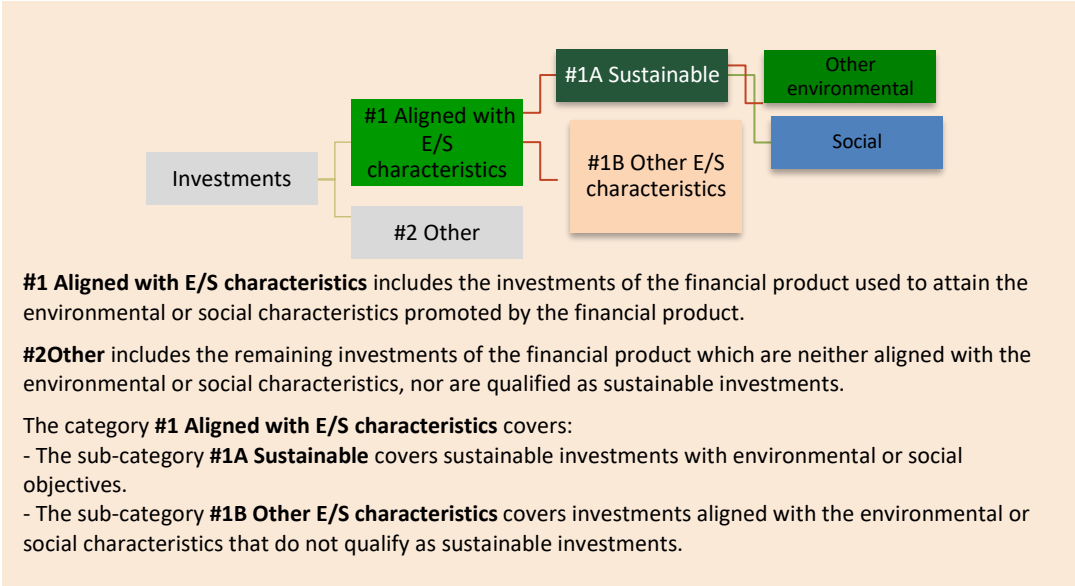 #1A Sustainable
Other
environmental
#1 Aligned with
E/S
characteristics
Social
#1B Other E/S
characteristics
Investments
#2 Other
#1 Aligned with E/S characteristics includes the investments of the financial product used to attain the
environmental or social characteristics promoted by the financial product.
#2Other includes the remaining investments of the financial product which are neither aligned with the
environmental or social characteristics, nor are qualified as sustainable investments.
The category #1 Aligned with E/S characteristics covers:
- The sub-category #1A Sustainable covers sustainable investments with environmental or social
objectives.
- The sub-category #1B Other E/S characteristics covers investments aligned with the environmental or
social characteristics that do not qualify as sustainable investments.